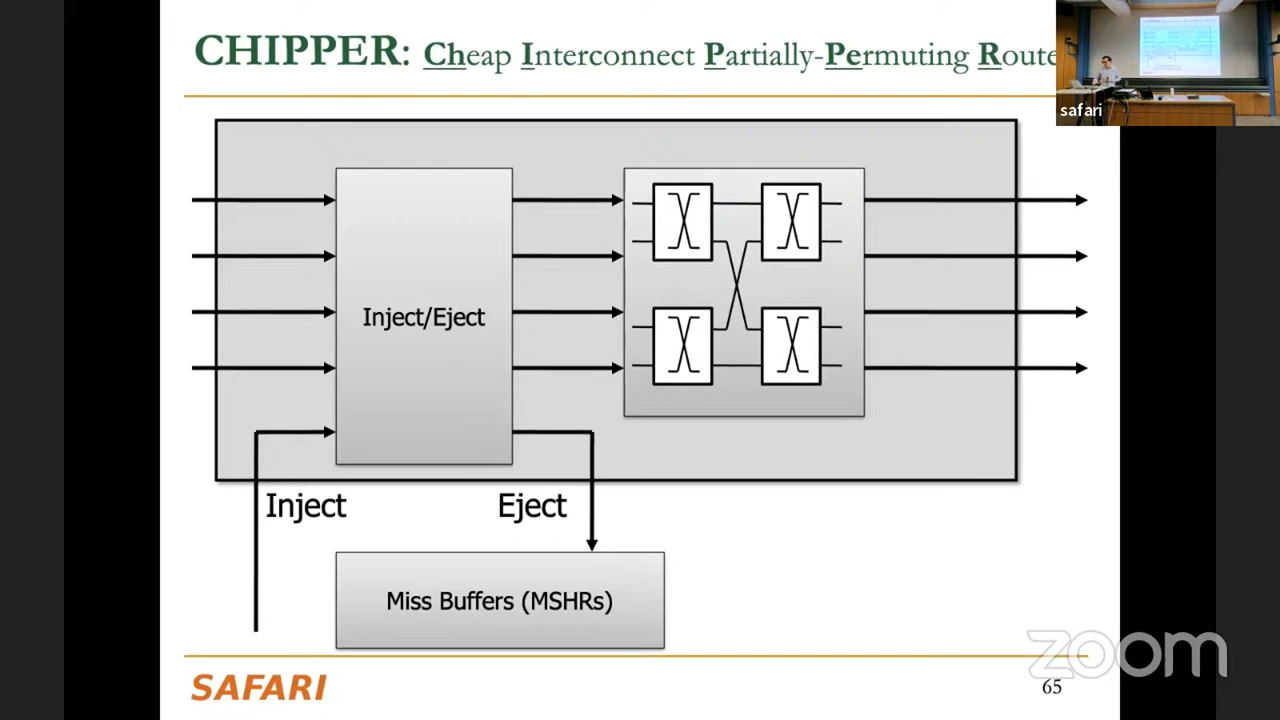 CHIPPER: Cheap Interconnect Partially-Permuting Route
safari
Inject/Eject
Inject
Eject
Miss Buffers (MSHRs)
zoom
SAFARI
65